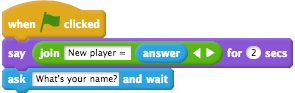 when clicked
say join New player = answer for 2 secs
ask What's your name? and wait